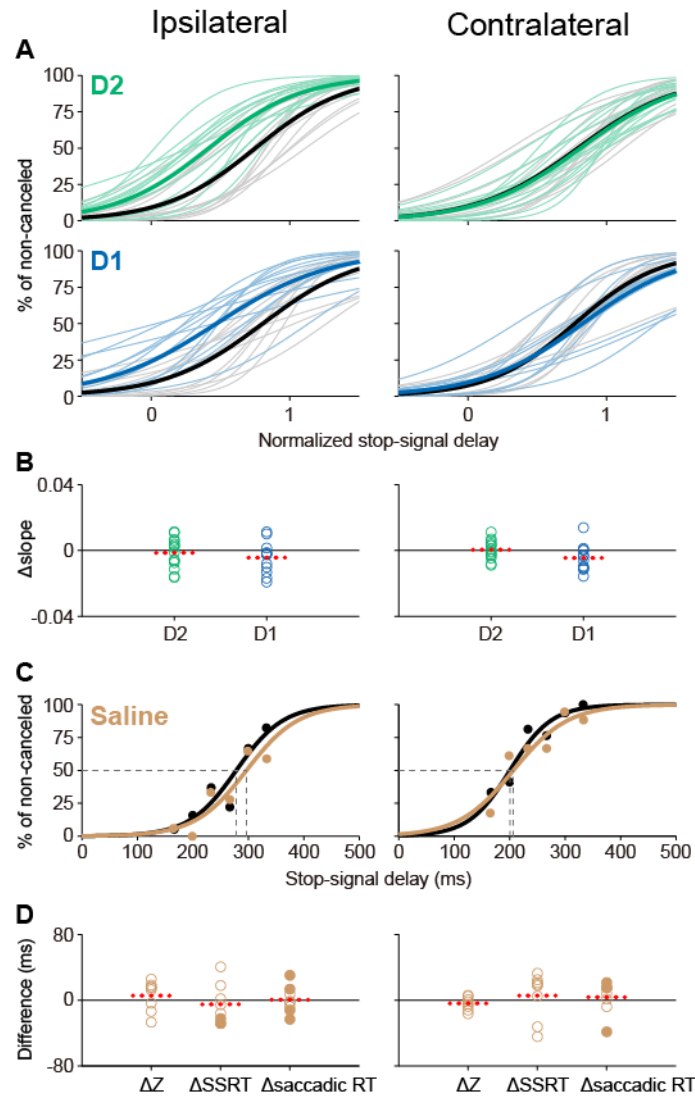 Ipsilateral Contralateral
A
D2
100
75
50
25
0
D1
100
75
50
25
0
% of non-canceled
0 1 0 1
Normalized stop-signal delay
B
0.04
0
-0.04
Δslope
D2 D1 D2 D1
C
Saline
100
75
50
25
0
% of non-canceled
0 100 200 300 400 500 0 100 200 300 400 500
Stop-signal delay (ms)
D
80
0
-80
Difference (ms)
ΔZ ΔSSRT Δsaccadic RT ΔZ ΔSSRT Δsaccadic RT